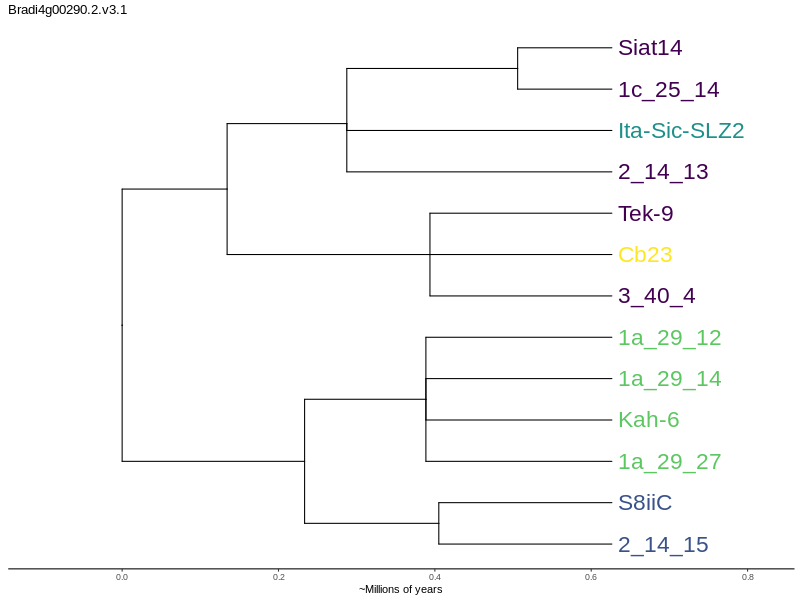 Bradi4g00290.2.v3.1
Siat14
1c_25_14
Ita-Sic-SLZ2
2_14_13
Tek-9
Cb23
3_40_4
1a_29_12
1a_29_14
Kah-6
1a_29_27
S8iiC
2_14_15
0.0 0.2 0.4 0.6 0.8
~Millions of years